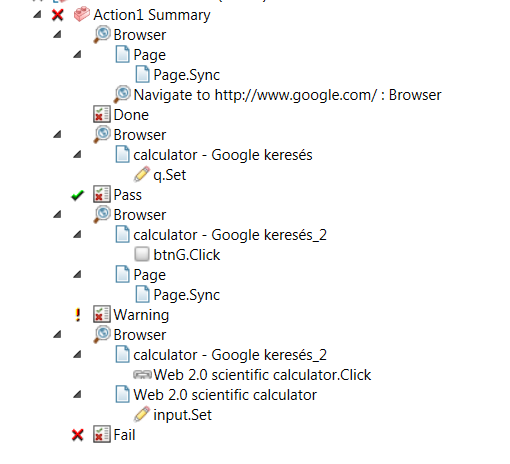 Action1 Summary
Browser
Page
Page.Sync
Navigate to http://www.google.com/ : Browser
Done
Browser
calculator - Google keresés
q.Set
Pass
Browser
calculator - Google keresés_2
btnG.Click
Page
Page.Sync
Warning
Browser
calculator - Google keresés_2
Web 2.0 scientific calculator.Click
Web 2.0 scientific calculator
input.Set
Fail